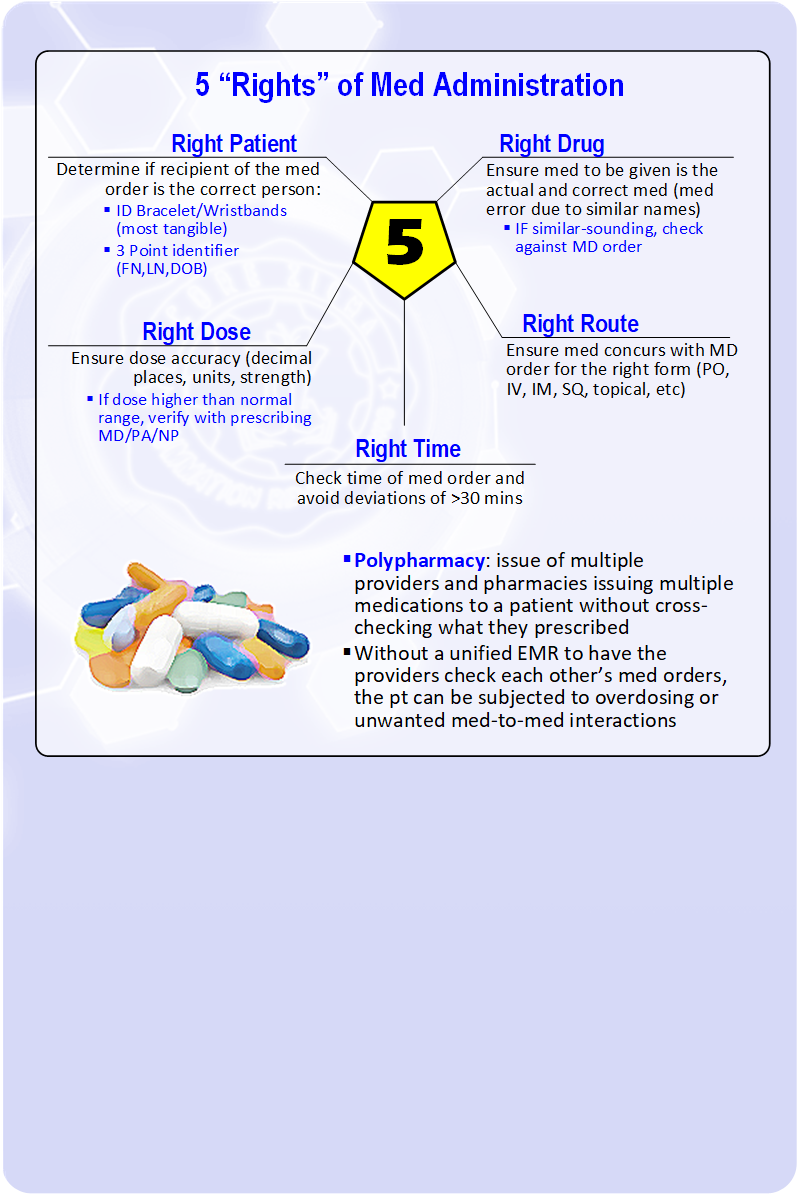 5 “Rights” of Med Administration
Right Patient
Determine if recipient of the med
order is the correct person:
▪ ID Bracelet/Wristbands
(most tangible)
▪ 3 Point identifier
(FN,LN,DOB)
Right Drug
Ensure med to be given is the
actual and correct med (med
error due to similar names)
▪ IF similar-sounding, check
against MD order
5
Right Dose
Ensure dose accuracy (decimal
places, units, strength)
▪ If dose higher than normal
range, verify with prescribing
MD/PA/NP
Right Route
Ensure med concurs with MD
order for the right form (PO,
IV, IM, SQ, topical, etc)
Right Time
Check time of med order and
avoid deviations of >30 mins
▪ Polypharmacy: issue of multiple
providers and pharmacies issuing multiple
medications to a patient without cross-
checking what they prescribed
▪ Without a unified EMR to have the
providers check each other’s med orders,
the pt can be subjected to overdosing or
unwanted med-to-med interactions